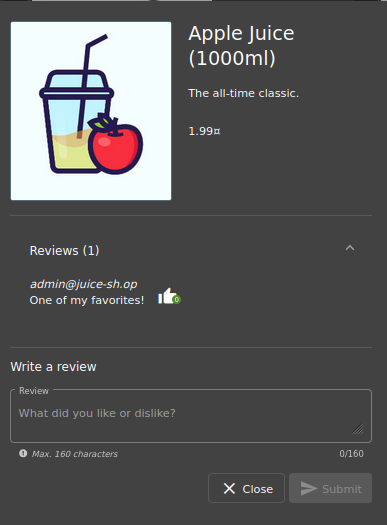 Apple Juice
(1000ml)
The all-time classic.
1.99¤
Reviews (1)
admin@juice-sh.op
One of my favorites!
0
Write a review
Review
What did you like or dislike?
Max. 160 characters
0/160
Close
Submit